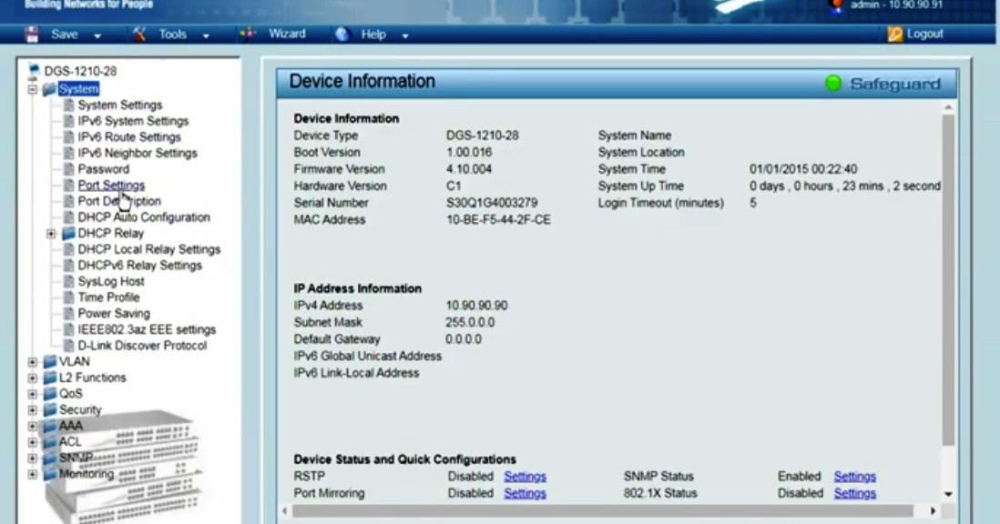 Building Networks for People
admin - 10.90.90.91
Save Tools Wizard Help Logout
DGS-1210-28
System
System Settings
IPv6 System Settings
IPv6 Route Settings
IPv6 Neighbor Settings
Password
Port Settings
Port Description
DHCP Auto Configuration
DHCP Relay
DHCP Local Relay Settings
DHCPv6 Relay Settings
SysLog Host
Time Profile
Power Saving
IEEE802.3az EEE settings
D-Link Discover Protocol
VLAN
L2 Functions
QoS
Security
AAA
ACL
SNMP
Monitoring
Device Information
Safeguard
Device Information
Device Type DGS-1210-28 System Name
Boot Version 1.00.016 System Location
Firmware Version 4.10.004 System Time 01/01/2015 00:22:40
Hardware Version C1 System Up Time 0 days , 0 hours , 23 mins , 2 second
Serial Number S30Q1G4003279 Login Timeout (minutes) 5
MAC Address 10-BE-F5-44-2F-CE
IP Address Information
IPv4 Address 10.90.90.90
Subnet Mask 255.0.0.0
Default Gateway 0.0.0.0
IPv6 Global Unicast Address
IPv6 Link-Local Address
Device Status and Quick Configurations
RSTP Disabled Settings SNMP Status Enabled Settings
Port Mirroring Disabled Settings 802.1X Status Disabled Settings